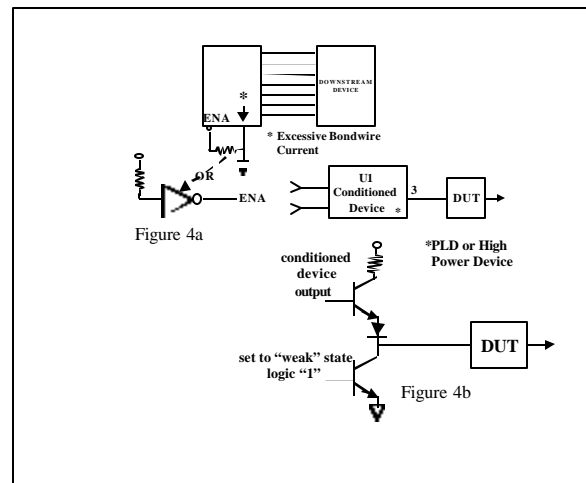 DOWNSTREAM
DEVICE
*
ENA
* Excessive Bondwire
Current
OR
ENA
Figure 4a
U1
Conditioned
Device
*
3
DUT
*PLD or High
Power Device
conditioned
device
output
set to “weak” state
logic “1”
DUT
Figure 4b